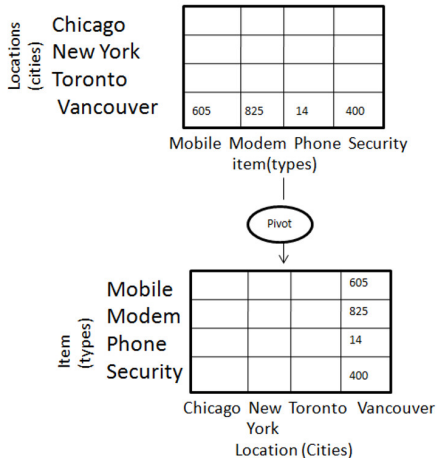 Locations
(cities)
Chicago
New York
Toronto
Vancouver
605 825 14 400
Mobile Modem Phone Security
item(types)
Pivot
Item
(types)
Mobile 605
Modem 825
Phone 14
Security 400
Chicago New Toronto Vancouver
York
Location (Cities)